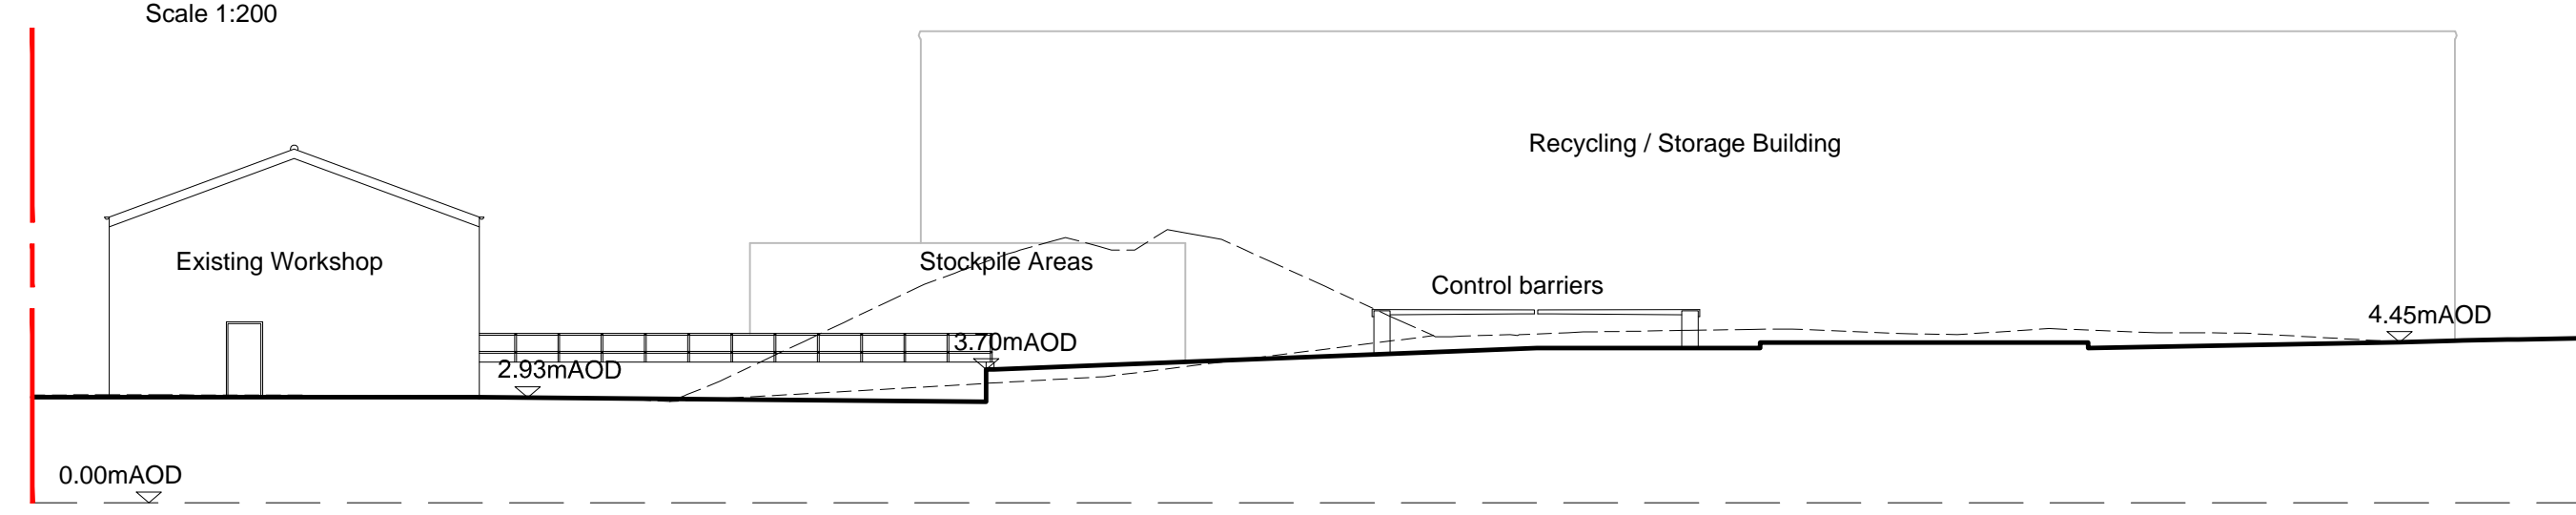 Scale 1:200
Recycling / Storage Building
Existing Workshop
Stockpile Areas
Control barriers
4.45mAOD
3.70mAOD
2.93mAOD
0.00mAOD